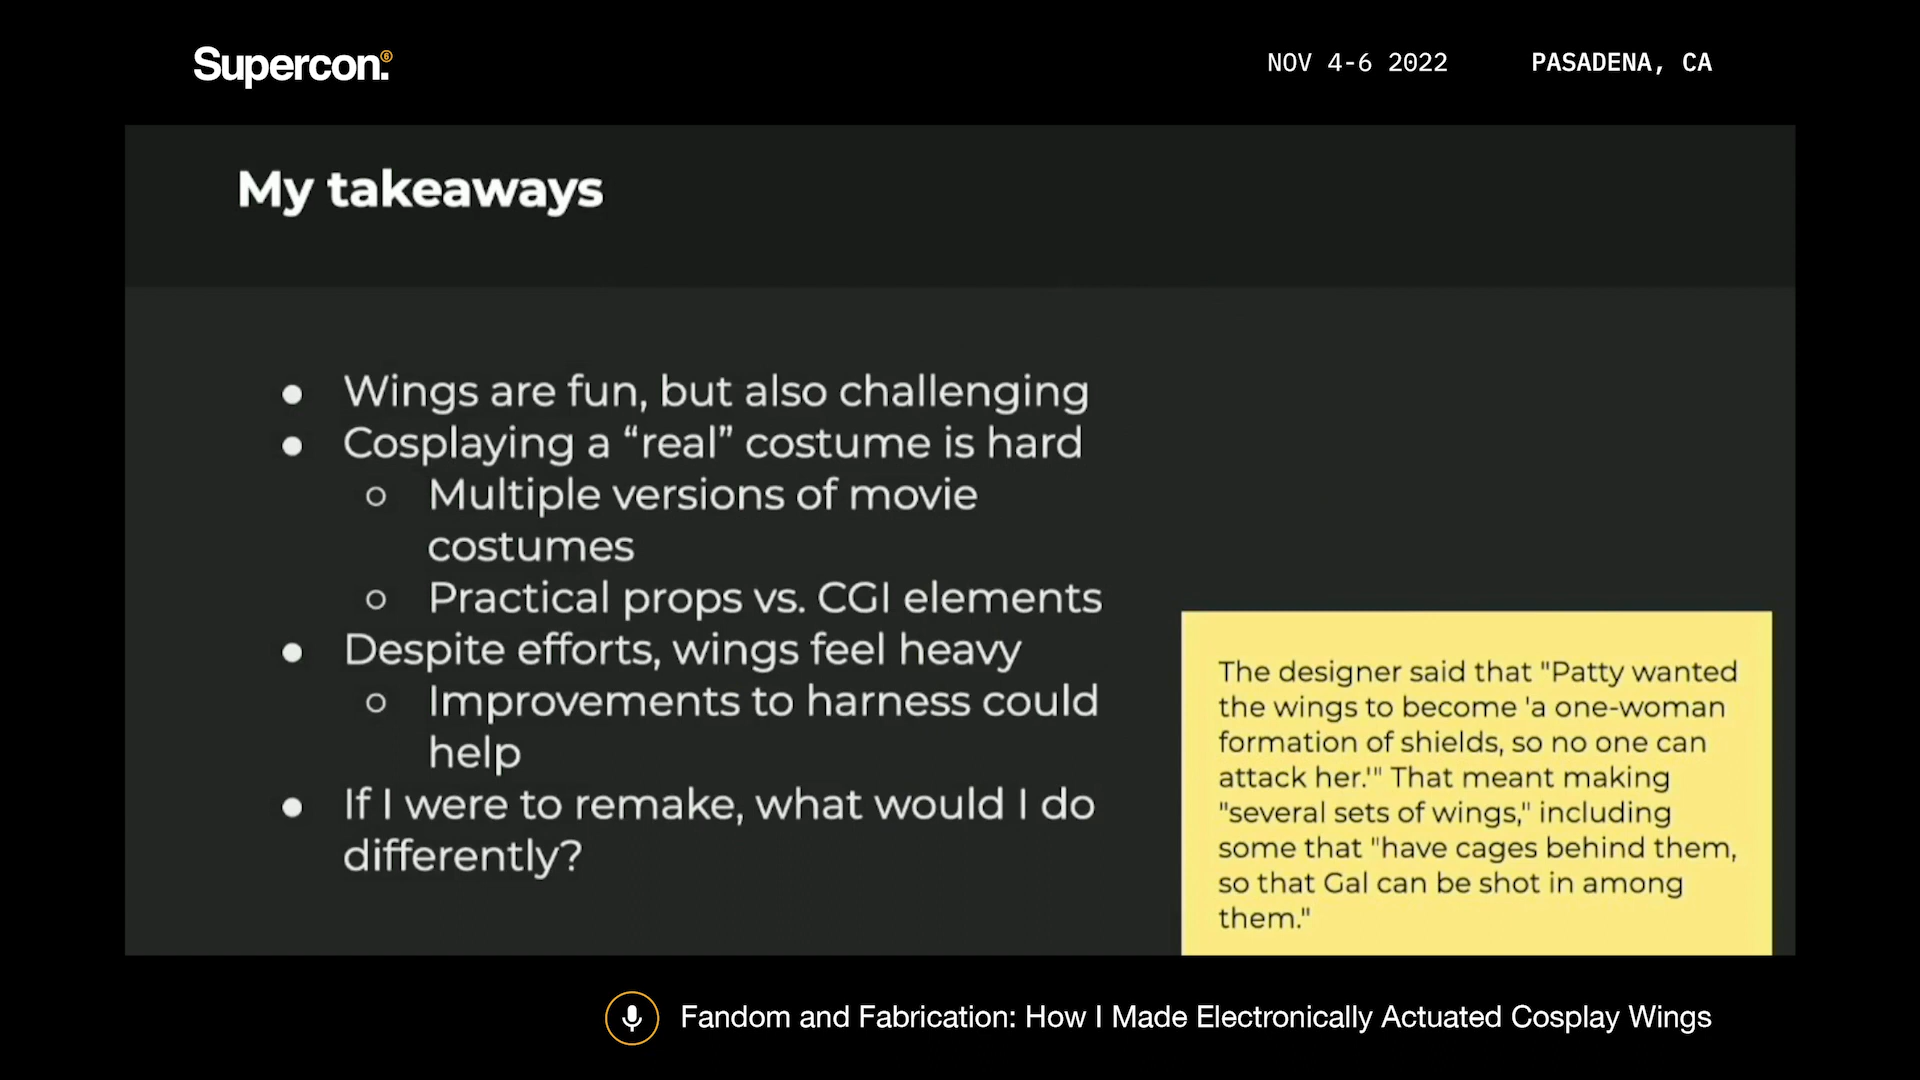 Supercon.6
NOV 4-6 2022
PASADENA, CA
My takeaways
● Wings are fun, but also challenging
● Cosplaying a “real” costume is hard
○ Multiple versions of movie
costumes
○ Practical props vs. CGI elements
● Despite efforts, wings feel heavy
○ Improvements to harness could
help
● If I were to remake, what would I do
differently?
The designer said that "Patty wanted
the wings to become 'a one-woman
formation of shields, so no one can
attack her.'" That meant making
"several sets of wings," including
some that "have cages behind them,
so that Gal can be shot in among
them."
Fandom and Fabrication: How I Made Electronically Actuated Cosplay Wings